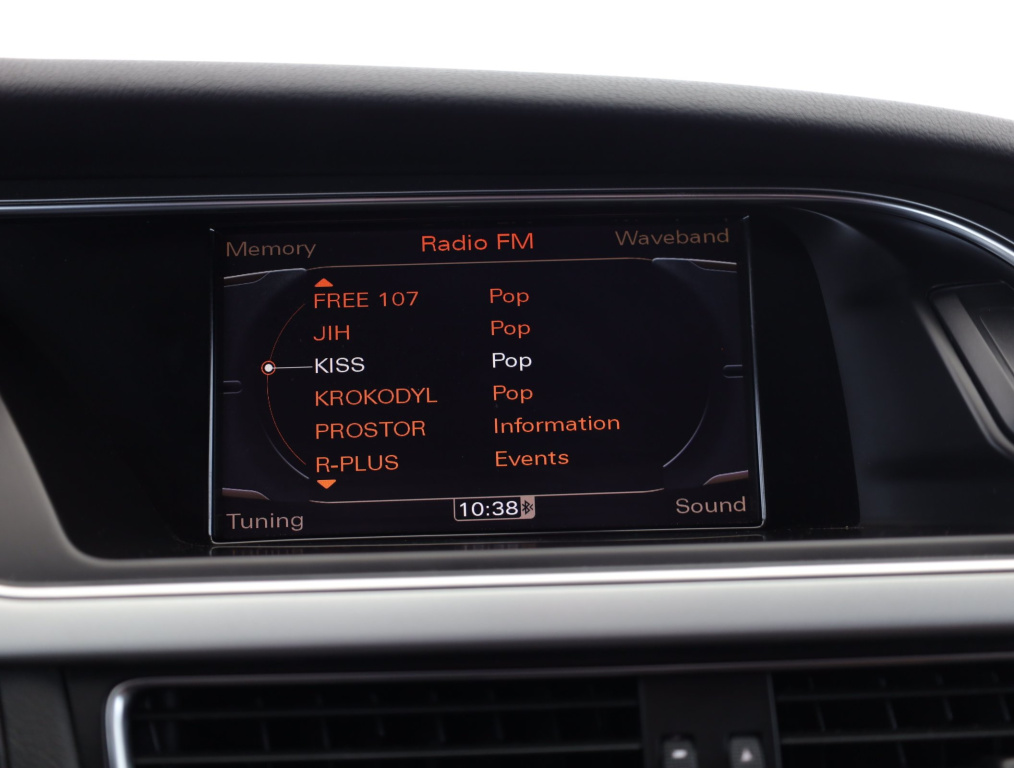 Memory Radio FM Waveband
FREE 107 Pop
JIH Pop
KISS Pop
KROKODYL Pop
PROSTOR Information
R-PLUS Events
Tuning 10:38 Sound